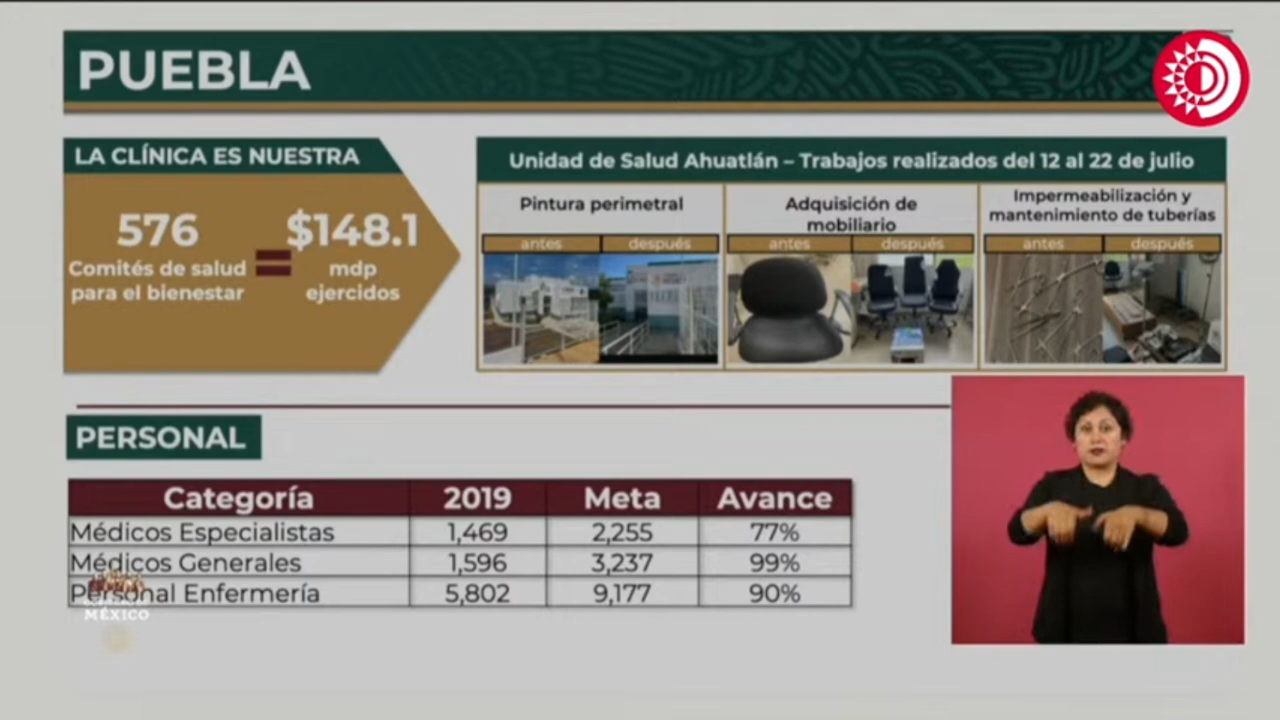 PUEBLA
LA CLÍNICA ES NUESTRA
576
Comités de salud
para el bienestar
=
$148.1
mdp
ejercidos
Unidad de Salud Ahuatlán – Trabajos realizados del 12 al 22 de julio
Pintura perimetral
antes después
Adquisición de
mobiliario
antes después
Impermeabilización y
mantenimiento de tuberías
antes después
PERSONAL
Categoría 2019 Meta Avance
Médicos Especialistas 1,469 2,255 77%
Médicos Generales 1,596 3,237 99%
Personal Enfermería 5,802 9,177 90%
MÉXICO